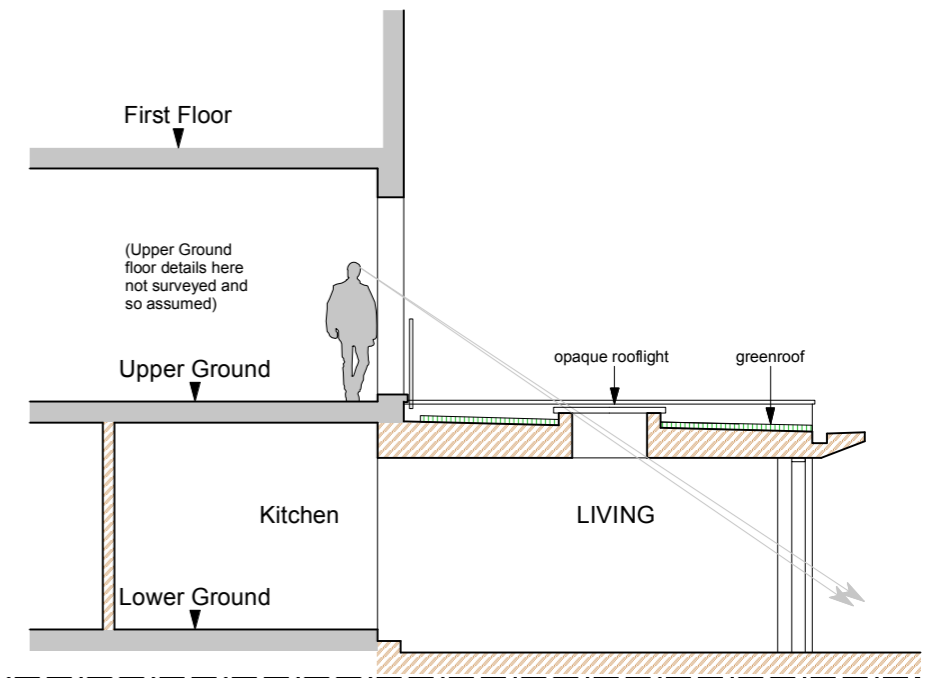 First Floor
(Upper Ground
floor details here
not surveyed and
so assumed)
opaque rooflight
greenroof
Upper Ground
Kitchen
LIVING
Lower Ground